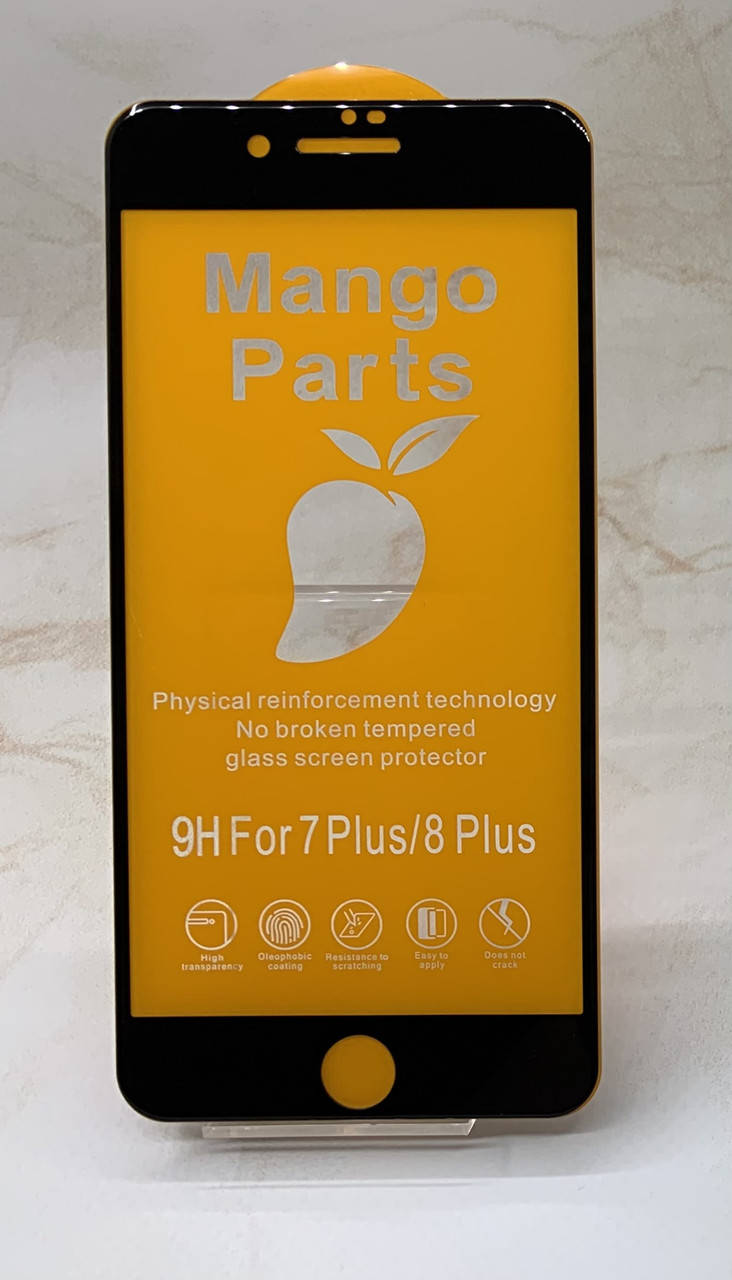 Mango
Parts
Physical reinforcement technology
No broken tempered
glass screen protector
9H For 7 Plus/8 Plus
High
transparency
Oleophobic
coating
Resistance to
scratching
Easy to
apply
Does not
crack